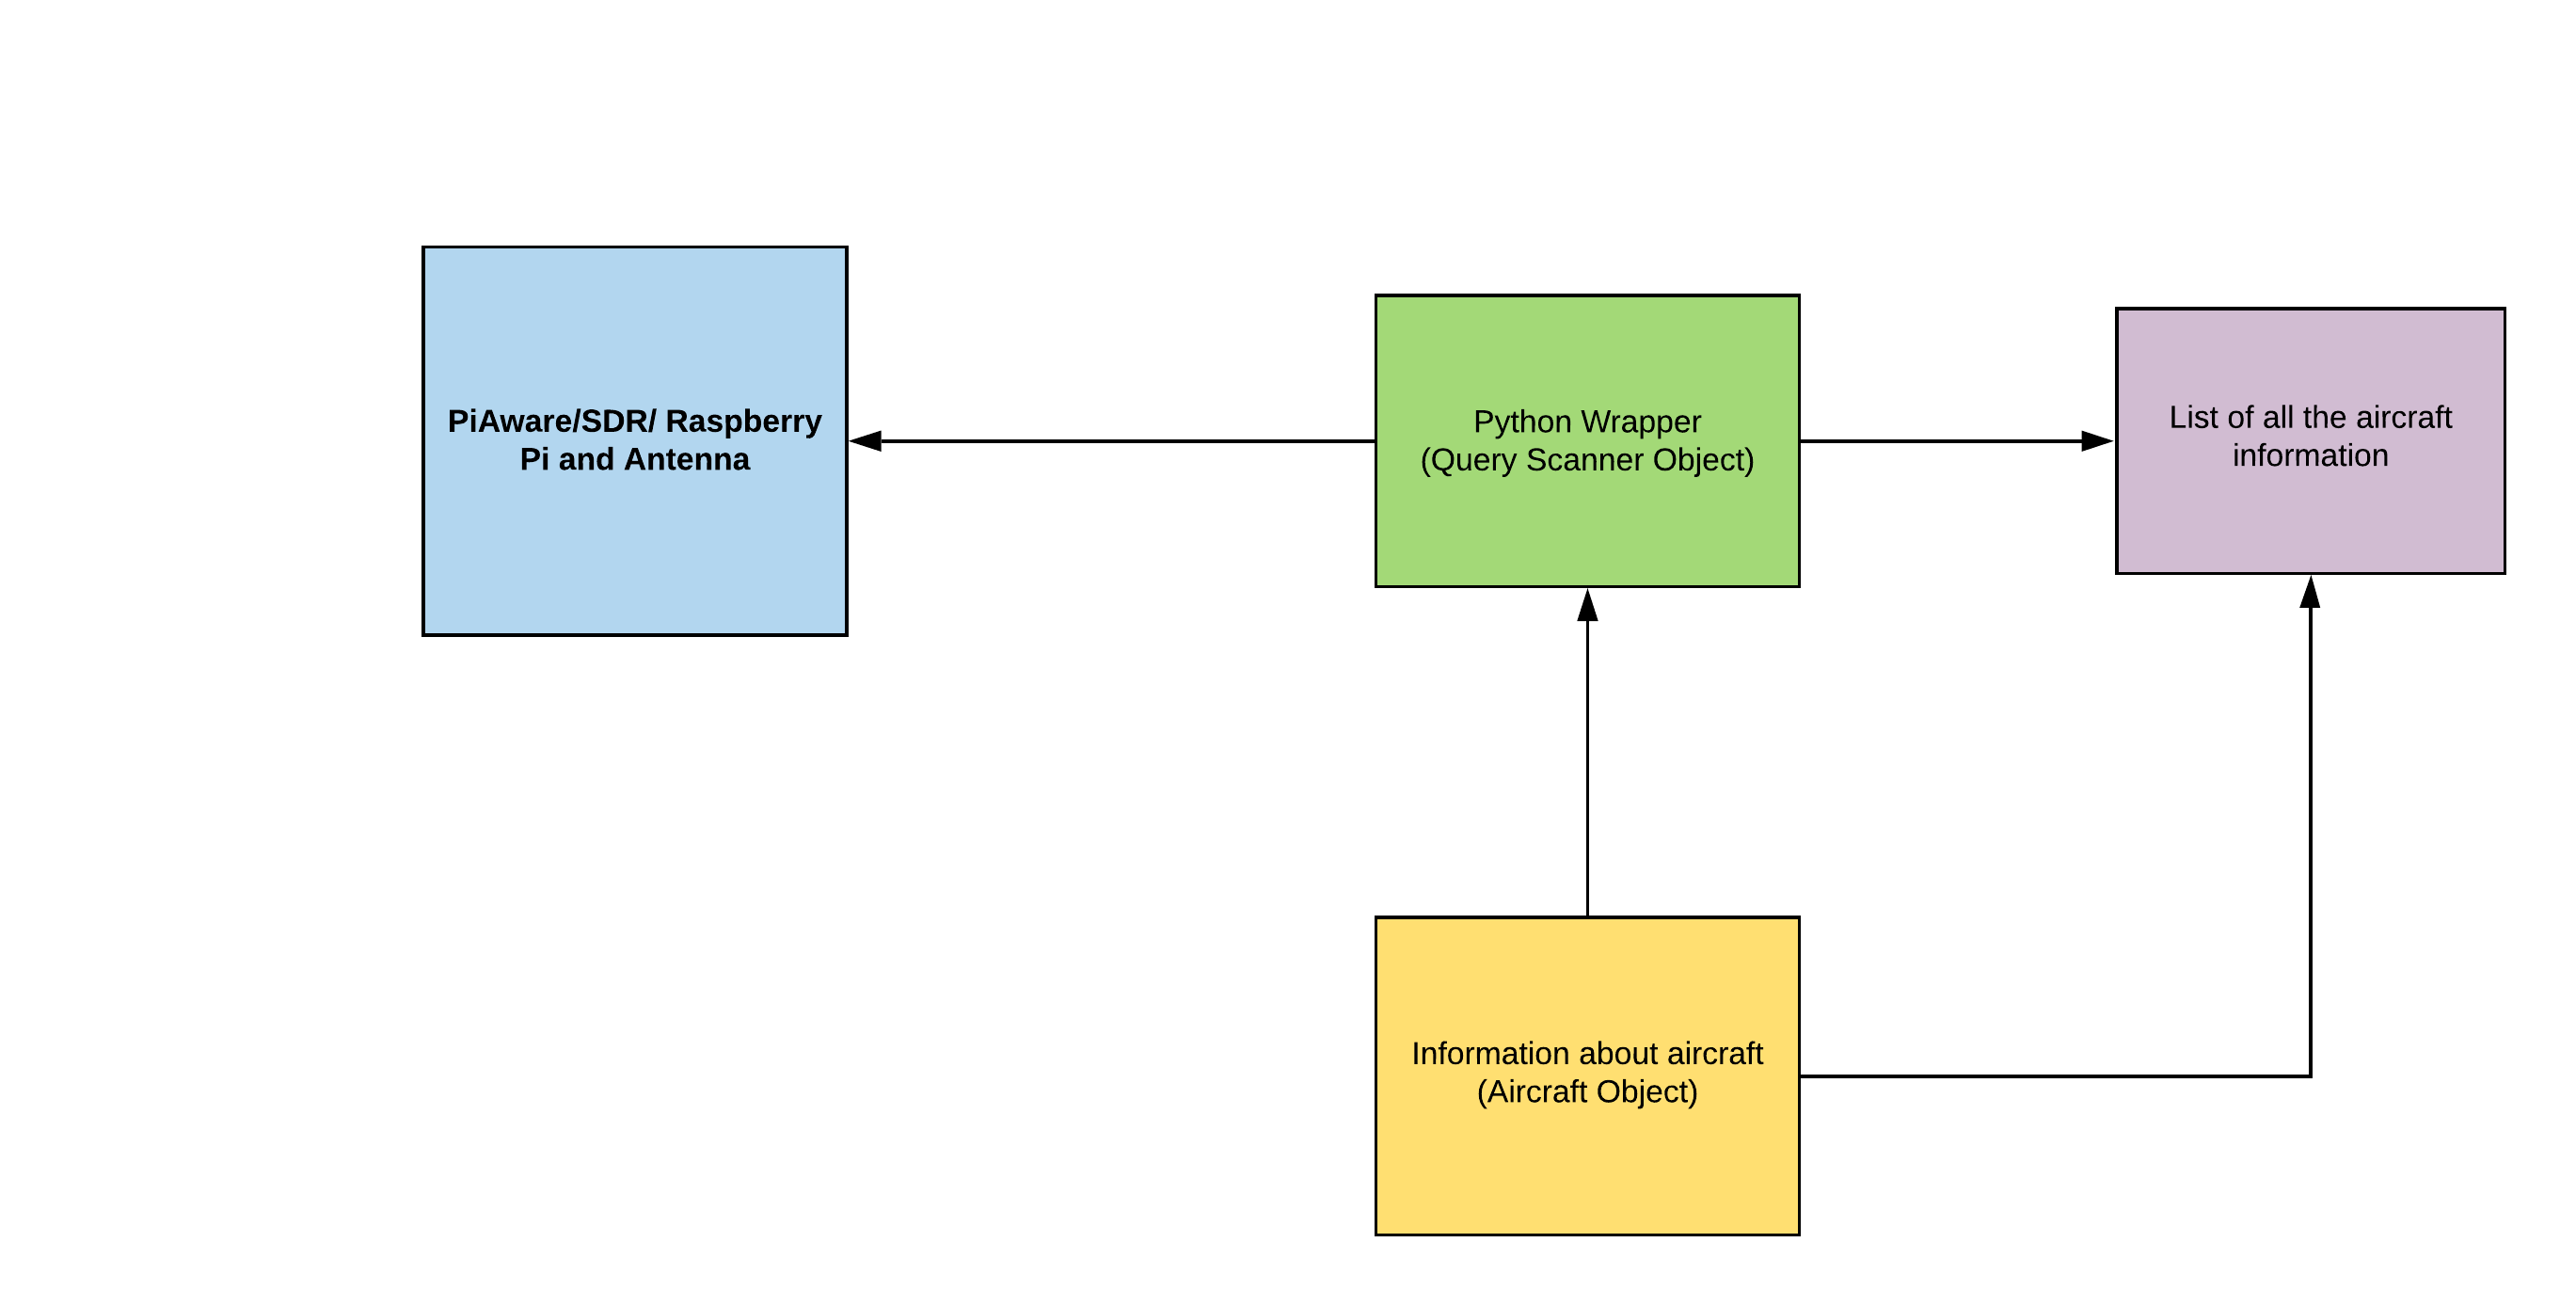 PiAware/SDR/ Raspberry
Pi and Antenna
Python Wrapper
(Query Scanner Object)
List of all the aircraft
information
Information about aircraft
(Aircraft Object)